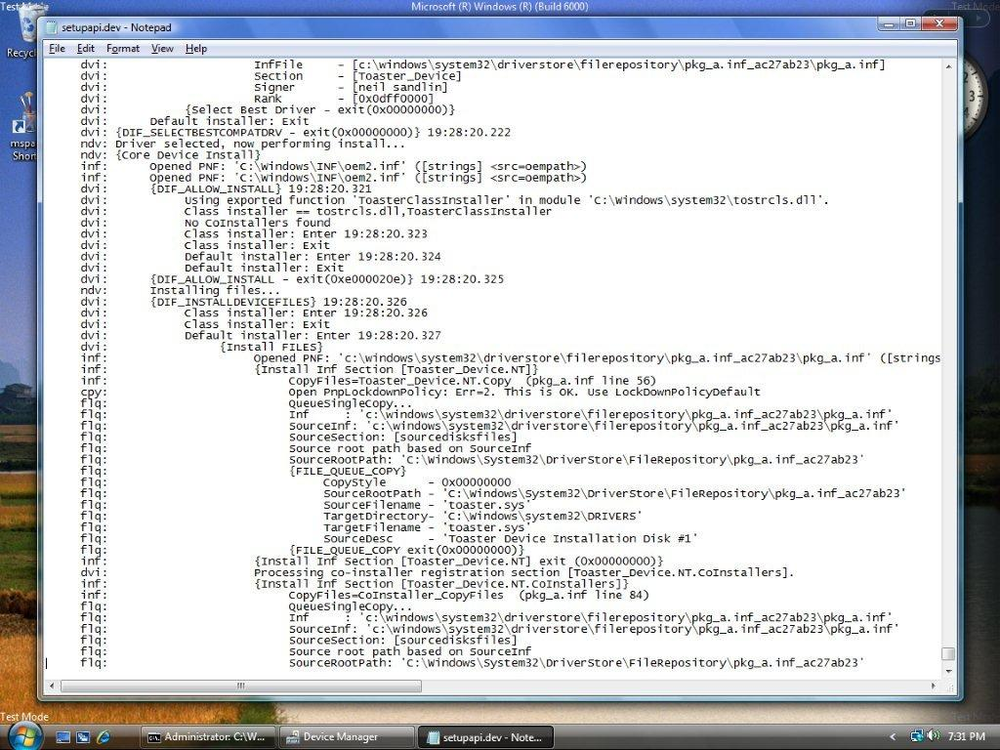 Test Mode
Microsoft (R) Windows (R) (Build 6000)
Test Mode
setupapi.dev - Notepad
File Edit Format View Help
dvi: InfFile - [c:\windows\system32\driverstore\filerepository\pkg_a.inf_ac27ab23\pkg_a.inf]
dvi: Section - [Toaster_Device]
dvi: Signer - [neil sandlin]
dvi: Rank - [0x0dff0000]
dvi: {Select Best Driver - exit(0x00000000)}
dvi: Default installer: Exit
dvi: {DIF_SELECTBESTCOMPATDRV - exit(0x00000000)} 19:28:20.222
ndv: Driver selected, now performing install...
ndv: {Core Device Install}
inf: Opened PNF: 'C:\Windows\INF\oem2.inf' ([strings] <src=oempath>)
inf: Opened PNF: 'C:\Windows\INF\oem2.inf' ([strings] <src=oempath>)
dvi: {DIF_ALLOW_INSTALL} 19:28:20.321
dvi: Using exported function 'ToasterClassInstaller' in module 'C:\Windows\system32\tostrcls.dll'.
dvi: Class installer == tostrcls.dll,ToasterClassInstaller
dvi: No CoInstallers found
dvi: Class installer: Enter 19:28:20.323
dvi: Class installer: Exit
dvi: Default installer: Enter 19:28:20.324
dvi: Default installer: Exit
dvi: {DIF_ALLOW_INSTALL - exit(0xe000020e)} 19:28:20.325
ndv: Installing files...
dvi: {DIF_INSTALLDEVICEFILES} 19:28:20.326
dvi: Class installer: Enter 19:28:20.326
dvi: Class installer: Exit
dvi: Default installer: Enter 19:28:20.327
dvi: {Install FILES}
inf: Opened PNF: 'c:\windows\system32\driverstore\filerepository\pkg_a.inf_ac27ab23\pkg_a.inf' ([strings
inf: {Install Inf Section [Toaster_Device.NT]}
inf: CopyFiles=Toaster_Device.NT.Copy (pkg_a.inf line 56)
cpy: Open PnpLockdownPolicy: Err=2. This is OK. Use LockDownPolicyDefault
flq: QueueSingleCopy...
flq: Inf : 'c:\windows\system32\driverstore\filerepository\pkg_a.inf_ac27ab23\pkg_a.inf'
flq: SourceInf: 'c:\windows\system32\driverstore\filerepository\pkg_a.inf_ac27ab23\pkg_a.inf'
flq: SourceSection: [sourcedisksfiles]
flq: Source root path based on SourceInf
flq: SourceRootPath: 'C:\Windows\System32\DriverStore\FileRepository\pkg_a.inf_ac27ab23'
flq: {FILE_QUEUE_COPY}
flq: CopyStyle - 0x00000000
flq: SourceRootPath - 'C:\Windows\System32\DriverStore\FileRepository\pkg_a.inf_ac27ab23'
flq: SourceFilename - 'toaster.sys'
flq: TargetDirectory- 'C:\Windows\system32\DRIVERS'
flq: TargetFilename - 'toaster.sys'
flq: SourceDesc - 'Toaster Device Installation Disk #1'
flq: {FILE_QUEUE_COPY exit(0x00000000)}
inf: {Install Inf Section [Toaster_Device.NT] exit (0x00000000)}
dvi: Processing co-installer registration section [Toaster_Device.NT.CoInstallers].
inf: {Install Inf Section [Toaster_Device.NT.CoInstallers]}
inf: CopyFiles=CoInstaller_CopyFiles (pkg_a.inf line 84)
flq: QueueSingleCopy...
flq: Inf : 'c:\windows\system32\driverstore\filerepository\pkg_a.inf_ac27ab23\pkg_a.inf'
flq: SourceInf: 'c:\windows\system32\driverstore\filerepository\pkg_a.inf_ac27ab23\pkg_a.inf'
flq: SourceSection: [sourcedisksfiles]
flq: Source root path based on SourceInf
flq: SourceRootPath: 'C:\Windows\System32\DriverStore\FileRepository\pkg_a.inf_ac27ab23'
Recyc
mspa
Short
3
Test Mode
Administrator: C:\W...
Device Manager
setupapi.dev - Note...
7:31 PM